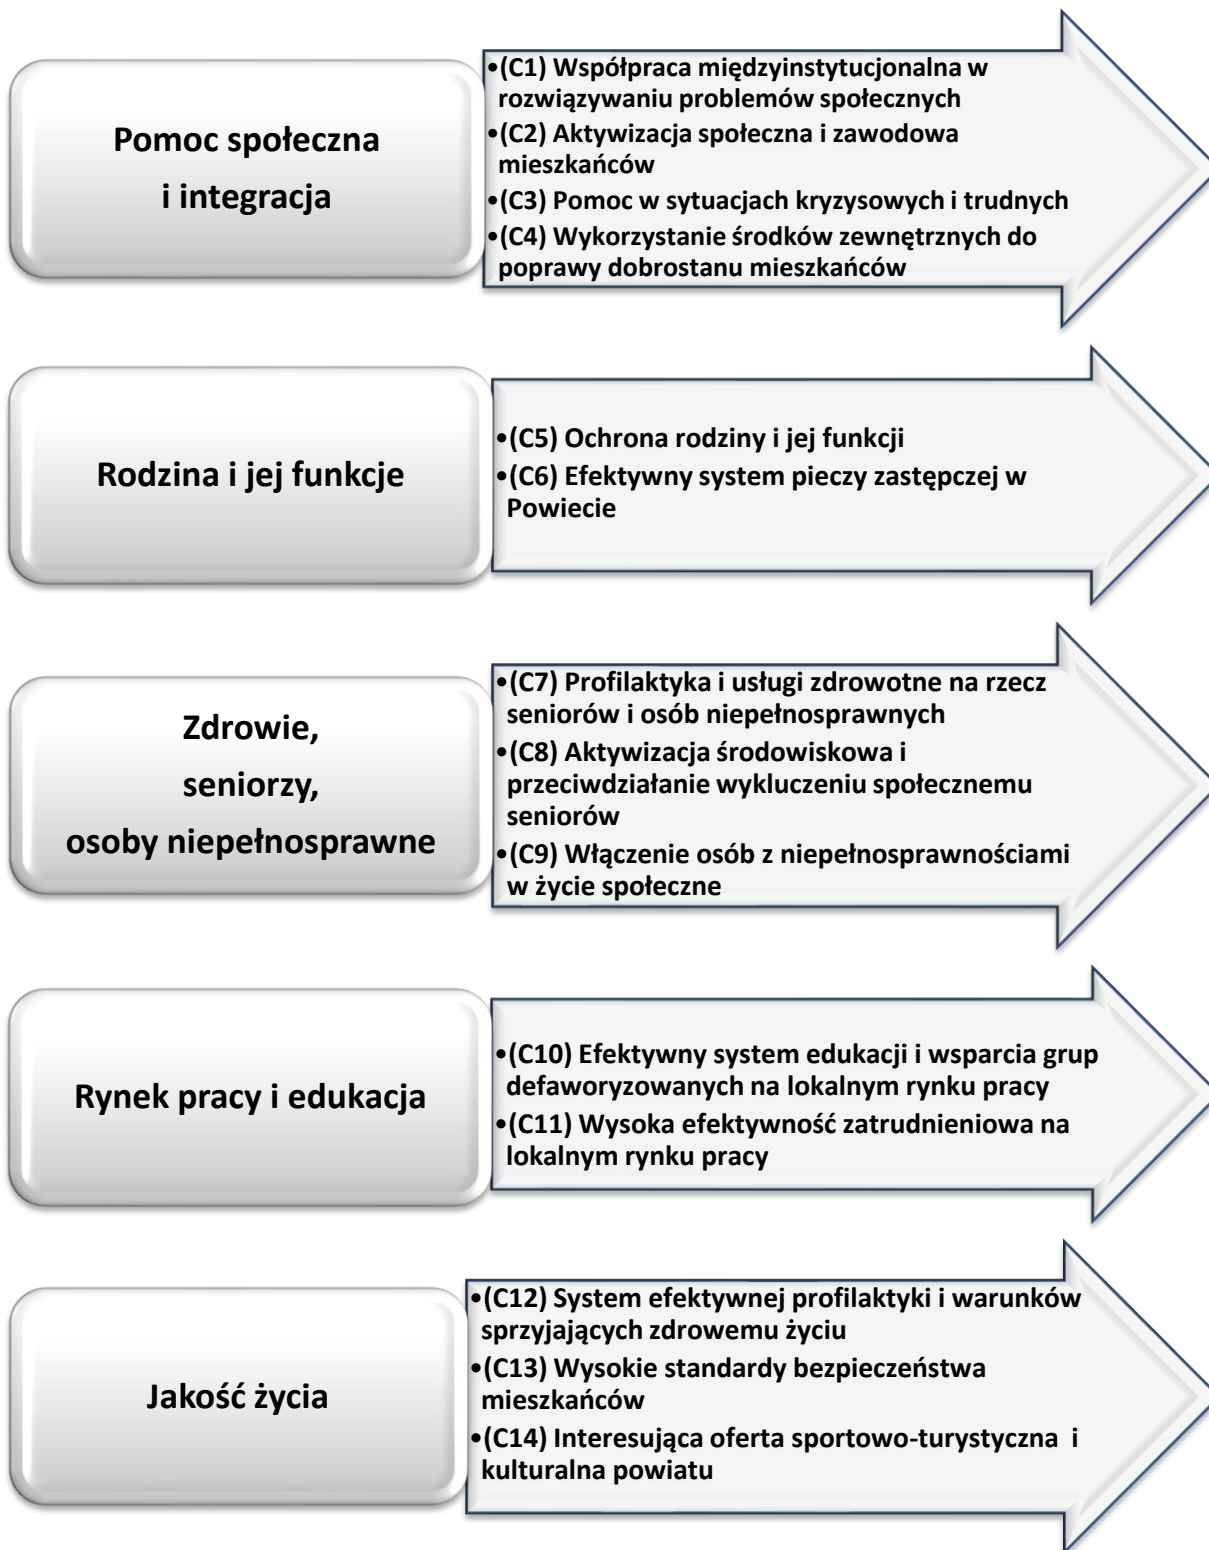 Pomoc społeczna
i integracja
•(C1) Współpraca międzyinstytucjonalna w
rozwiązywaniu problemów społecznych
•(C2) Aktywizacja społeczna i zawodowa
mieszkańców
•(C3) Pomoc w sytuacjach kryzysowych i trudnych
•(C4) Wykorzystanie środków zewnętrznych do
poprawy dobrostanu mieszkańców
Rodzina i jej funkcje
•(C5) Ochrona rodziny i jej funkcji
•(C6) Efektywny system pieczy zastępczej w
Powiecie
Zdrowie,
seniorzy,
osoby niepełnosprawne
•(C7) Profilaktyka i usługi zdrowotne na rzecz
seniorów i osób niepełnosprawnych
•(C8) Aktywizacja środowiskowa i
przeciwdziałanie wykluczeniu społecznemu
seniorów
•(C9) Włączenie osób z niepełnosprawnościami
w życie społeczne
Rynek pracy i edukacja
•(C10) Efektywny system edukacji i wsparcia grup
defaworyzowanych na lokalnym rynku pracy
•(C11) Wysoka efektywność zatrudnieniowa na
lokalnym rynku pracy
Jakość życia
•(C12) System efektywnej profilaktyki i warunków
sprzyjających zdrowemu życiu
•(C13) Wysokie standardy bezpieczeństwa
mieszkańców
•(C14) Interesująca oferta sportowo-turystyczna i
kulturalna powiatu